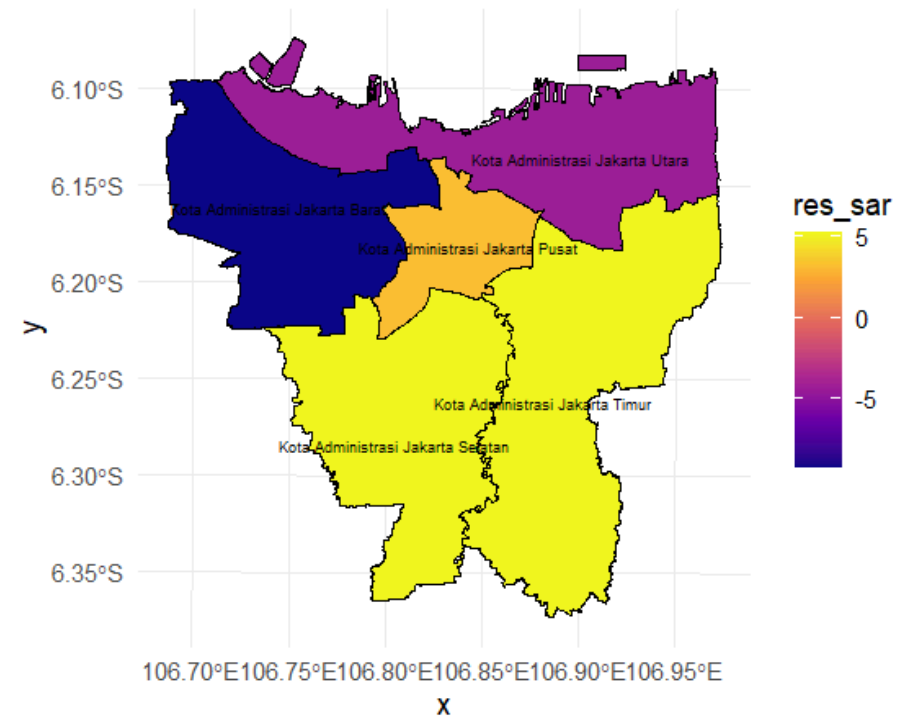 6.10°S
6.15°S
6.20°S
6.25°S
6.30°S
6.35°S
y
Kota Administrasi Jakarta Utara
Kota Administrasi Jakarta Barat
Kota Administrasi Jakarta Pusat
Kota Administrasi Jakarta Timur
Kota Administrasi Jakarta Selatan
res_sar
5
0
-5
106.70°E106.75°E106.80°E106.85°E106.90°E106.95°E
x